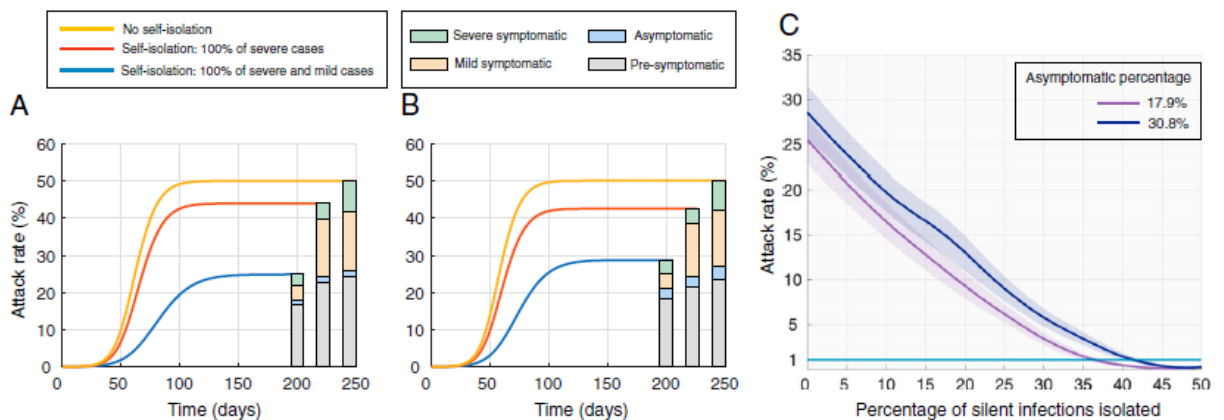 No self-isolation
Self-isolation: 100% of severe cases
Self-isolation: 100% of severe and mild cases
Severe symptomatic
Asymptomatic
Mild symptomatic
Pre-symptomatic
A
60
50
40
30
20
10
0
Attack rate (%)
0 50 100 150 200 250
Time (days)
B
60
50
40
30
20
10
0
0 50 100 150 200 250
Time (days)
C
35
30
25
20
15
10
5
1
Attack rate (%)
Asymptomatic percentage
17.9%
30.8%
0 5 10 15 20 25 30 35 40 45 50
Percentage of silent infections isolated